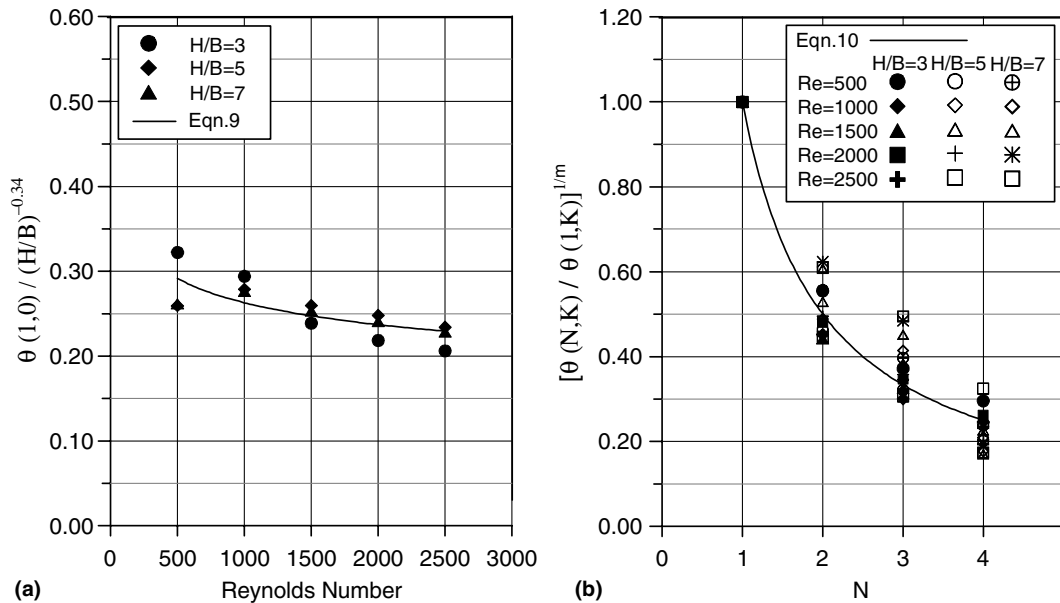 0.60
0.50
0.40
0.30
0.20
0.10
0.00
θ (1,0) / (H/B)^−0.34
H/B=3
H/B=5
H/B=7
Eqn.9
0 500 1000 1500 2000 2500 3000
Reynolds Number
(a)
1.20
1.00
0.80
0.60
0.40
0.20
0.00
[θ (N,K) / θ (1,K)]^1/m
Eqn.10
H/B=3 H/B=5 H/B=7
Re=500
Re=1000
Re=1500
Re=2000
Re=2500
0 1 2 3 4
N
(b)